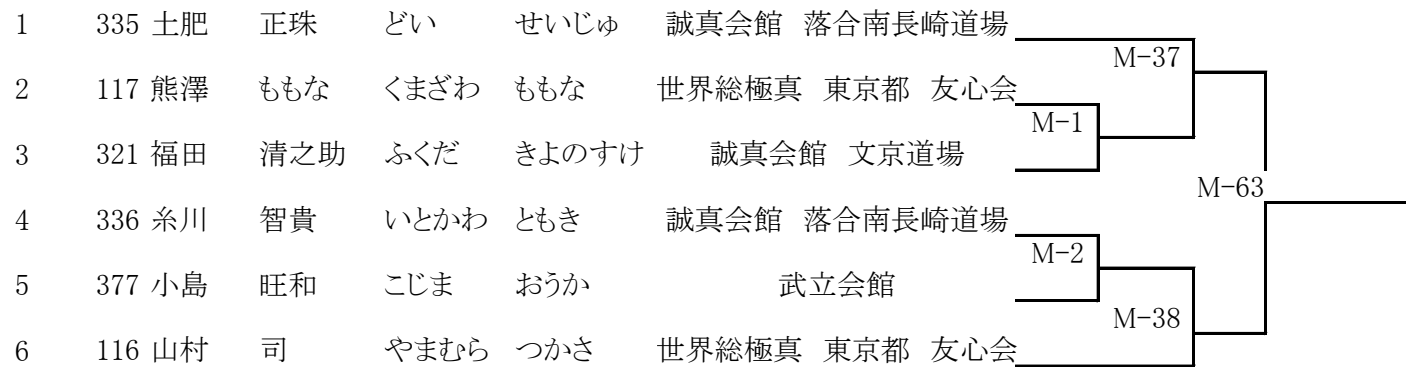 1 335 土肥 正珠 どい せいじゅ 誠真会館 落合南長崎道場
M-37
2 117 熊澤 ももな くまざわ ももな 世界総極真 東京都 友心会
M-1
3 321 福田 清之助 ふくだ きよのすけ 誠真会館 文京道場
M-63
4 336 糸川 智貴 いとかわ ともき 誠真会館 落合南長崎道場
M-2
5 377 小島 旺和 こじま おうか 武立会館
M-38
6 116 山村 司 やまむら つかさ 世界総極真 東京都 友心会